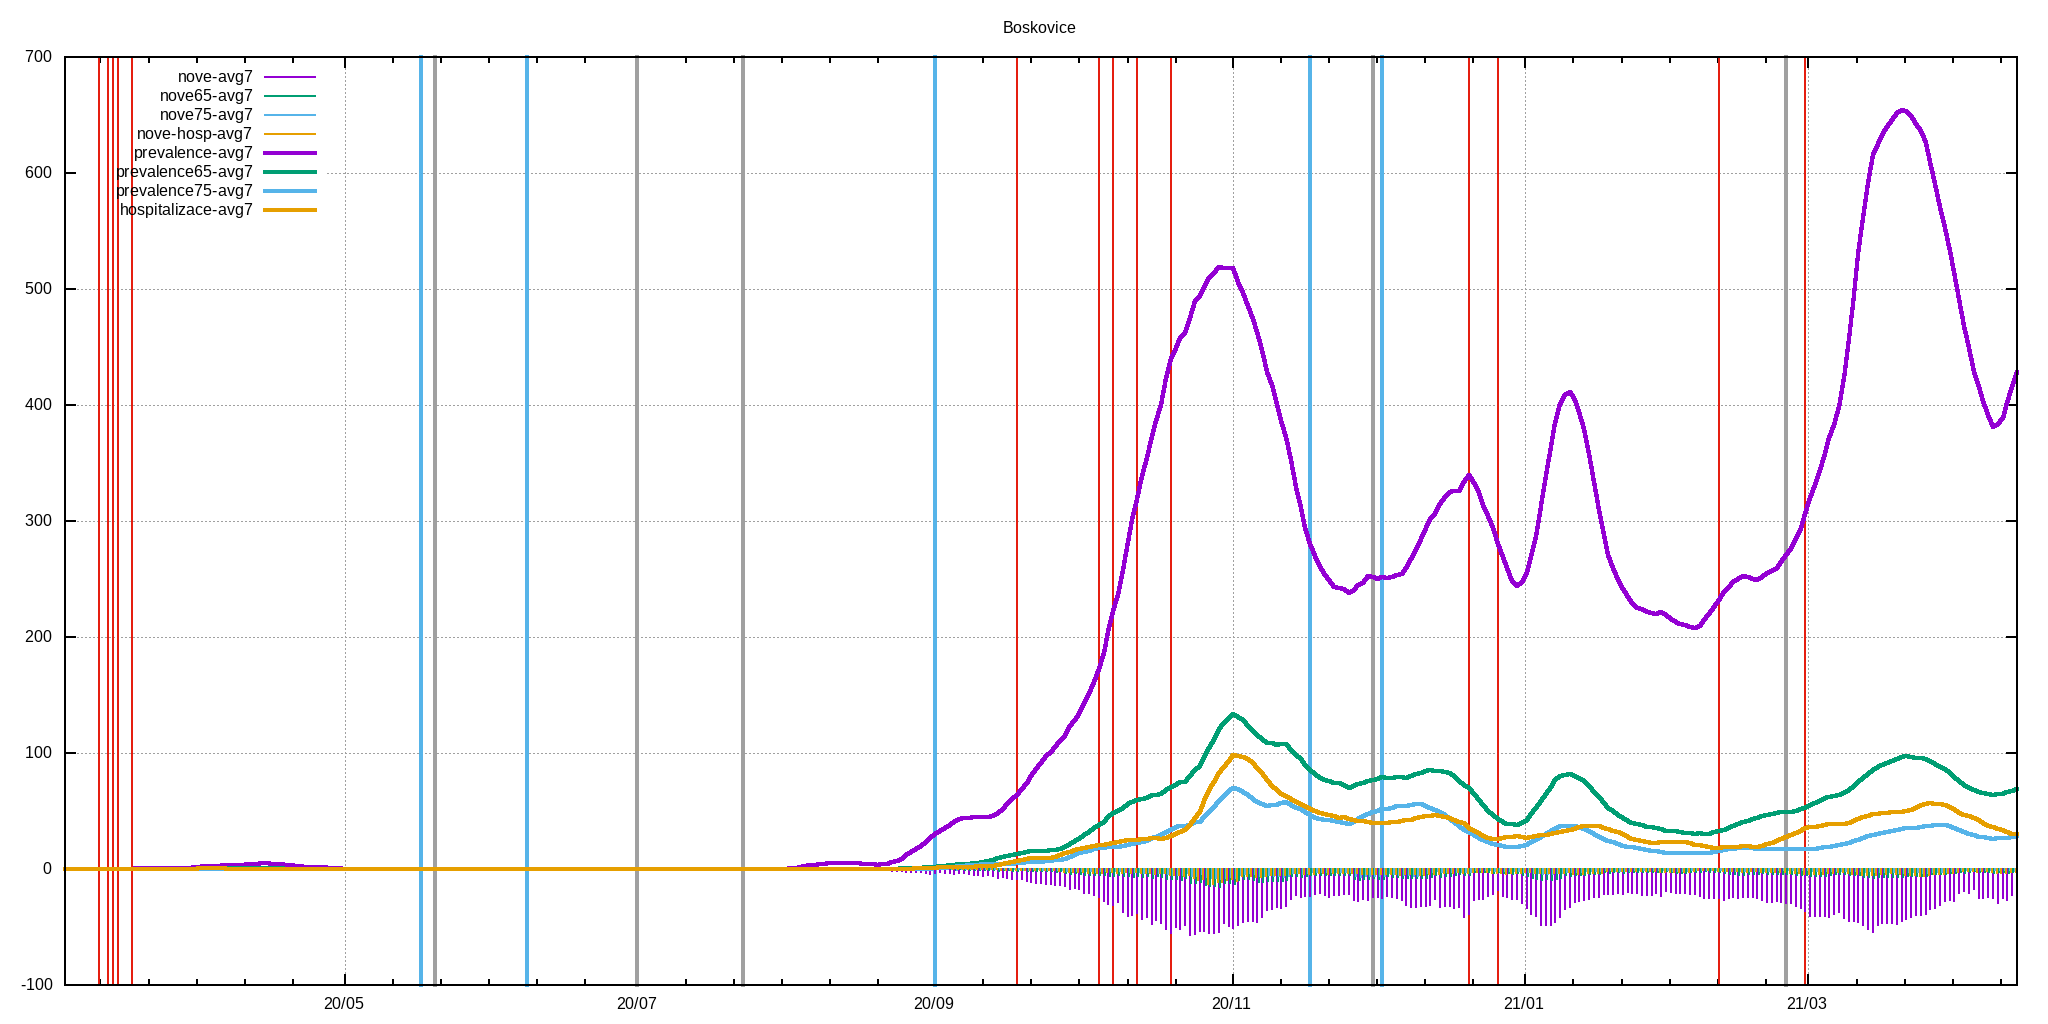 Boskovice
700
600
500
400
300
200
100
0
-100
nove-avg7
nove65-avg7
nove75-avg7
nove-hosp-avg7
prevalence-avg7
prevalence65-avg7
prevalence75-avg7
hospitalizace-avg7
20/05 20/07 20/09 20/11 21/01 21/03